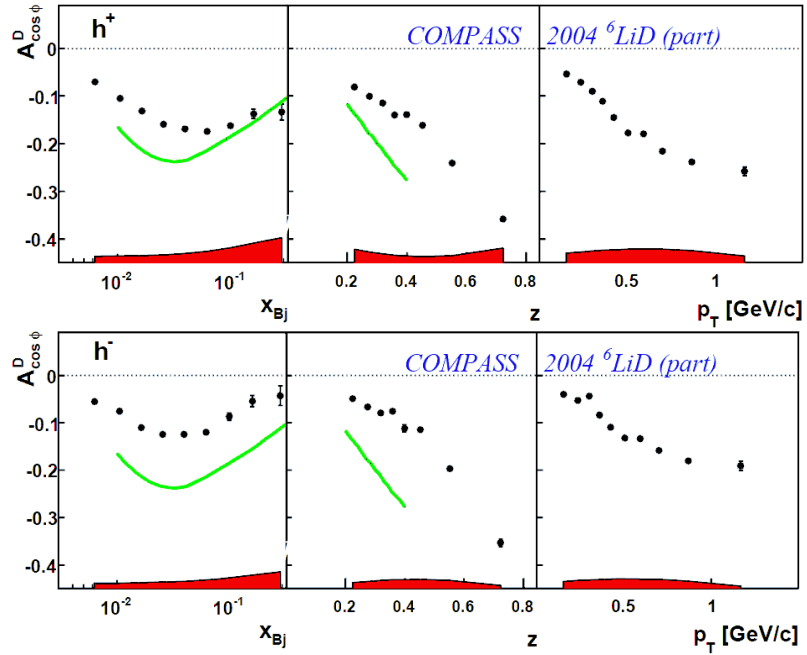 h⁺ COMPASS 2004 ⁶LiD (part)
A^D_cos ϕ
0
-0.1
-0.2
-0.3
-0.4
10⁻² 10⁻¹ 0.2 0.4 0.6 0.8 0.5 1
x_Bj z p_T [GeV/c]
h⁻ COMPASS 2004 ⁶LiD (part)
A^D_cos ϕ
0
-0.1
-0.2
-0.3
-0.4
10⁻² 10⁻¹ 0.2 0.4 0.6 0.8 0.5 1
x_Bj z p_T [GeV/c]